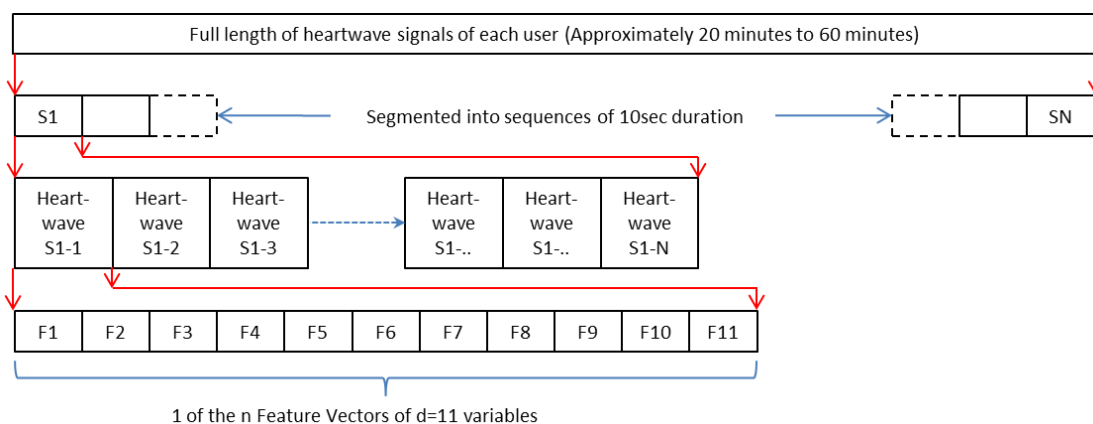 Full length of heartwave signals of each user (Approximately 20 minutes to 60 minutes)
S1
Segmented into sequences of 10sec duration
SN
Heart-
wave
S1-1
Heart-
wave
S1-2
Heart-
wave
S1-3
Heart-
wave
S1-..
Heart-
wave
S1-..
Heart-
wave
S1-N
F1
F2
F3
F4
F5
F6
F7
F8
F9
F10
F11
1 of the n Feature Vectors of d=11 variables